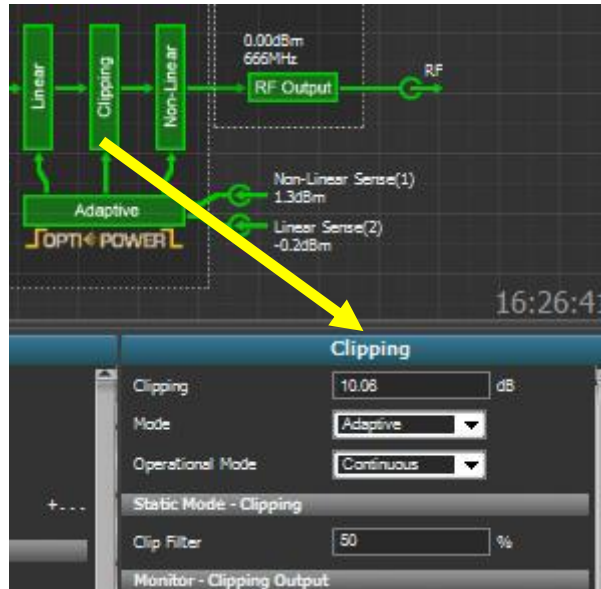 0.00dBm
666MHz
RF
Linear
Clipping
Non-Linear
RF Output
Non-Linear Sense(1)
1.3dBm
Adaptive
Linear Sense(2)
OPTI POWER
-0.2dBm
16:26:41
Clipping
Clipping 10.06 dB
Mode Adaptive
Operational Mode Continuous
+...
Static Mode - Clipping
Clip Filter 50 %
Monitor - Clipping Output